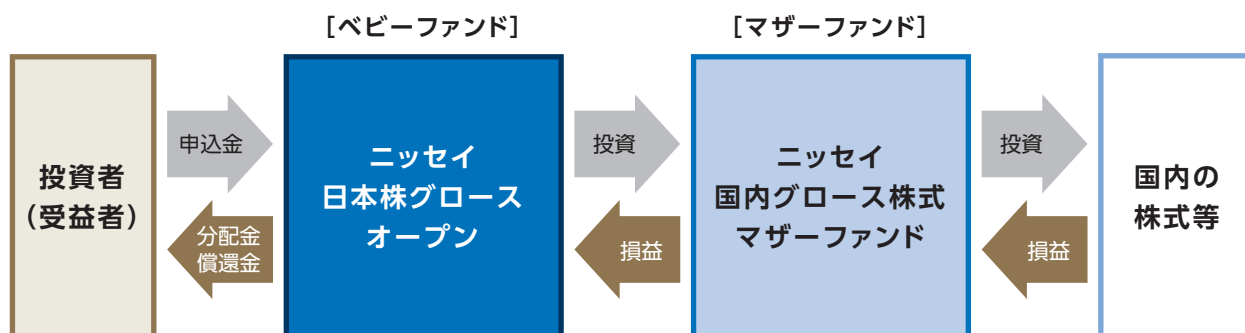 [ベビーファンド]
[マザーファンド]
投資者
(受益者)
申込金
分配金
償還金
ニッセイ
日本株グロース
オープン
投資
損益
ニッセイ
国内グロース株式
マザーファンド
投資
損益
国内の
株式等